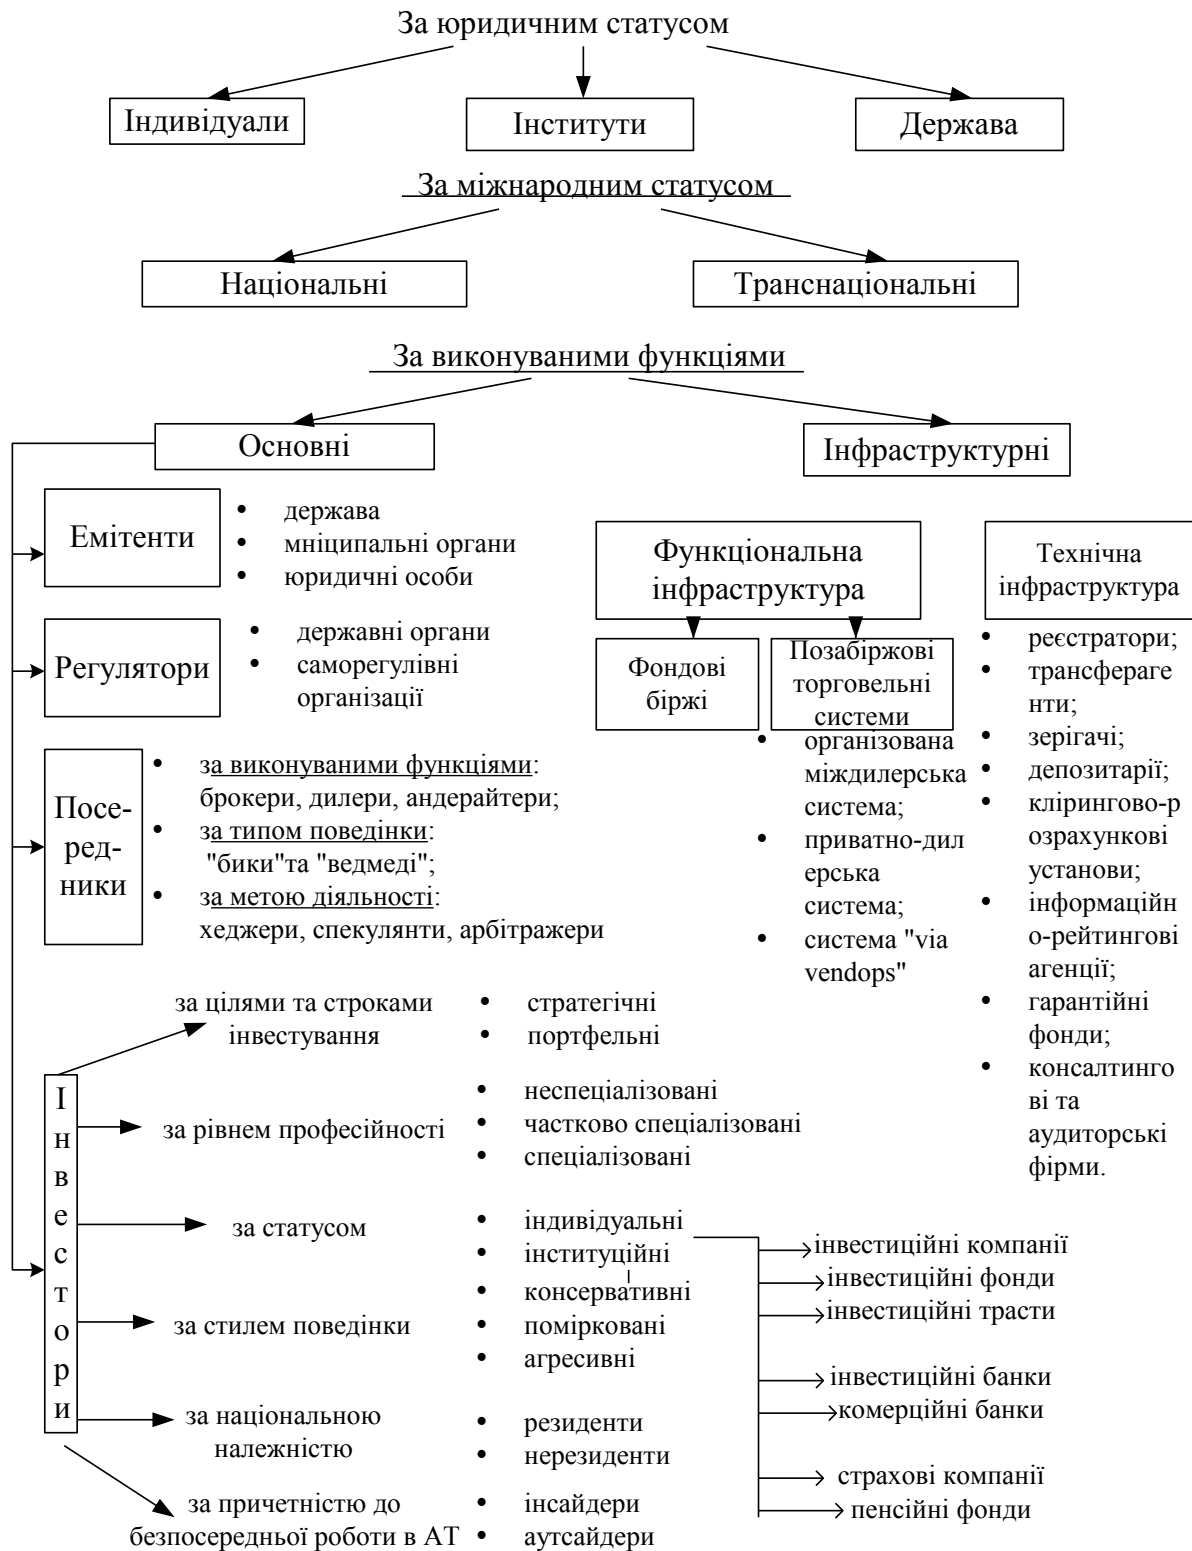 За юридичним статусом
Індивідуали
Інститути
Держава
За міжнародним статусом
Національні
Транснаціональні
За виконуваними функціями
Основні
Інфраструктурні
Емітенти
• держава
• мніципальні органи
• юридичні особи
Регулятори
• державні органи
• саморегулівні
організації
Посе-
ред-
ники
• за виконуваними функціями:
брокери, дилери, андерайтери;
• за типом поведінки:
"бики"та "ведмеді";
• за метою діяльності:
хеджери, спекулянти, арбітражери
Функціональна
інфраструктура
Фондові
біржі
Позабіржові
торговельні
системи
• організована
міждилерська
система;
• приватно-дил
ерська
система;
• система "via
vendops"
Технічна
інфраструктура
• реєстратори;
• трансфераге
нти;
• зерігачі;
• депозитарії;
• клірингово-р
озрахункові
установи;
• інформаційн
о-рейтингові
агенції;
• гарантійні
фонди;
• консалтинго
ві та
аудиторські
фірми.
І
н
в
е
с
т
о
р
и
за цілями та строками
інвестування
• стратегічні
• портфельні
за рівнем професійності
• неспеціалізовані
• частково спеціалізовані
• спеціалізовані
за статусом
• індивідуальні
• інституційні
за стилем поведінки
• консервативні
• помірковані
• агресивні
за національною
належністю
• резиденти
• нерезиденти
за причетністю до
безпосередньої роботи в АТ
• інсайдери
• аутсайдери
інвестиційні компанії
інвестиційні фонди
інвестиційні трасти
інвестиційні банки
комерційні банки
страхові компанії
пенсійні фонди